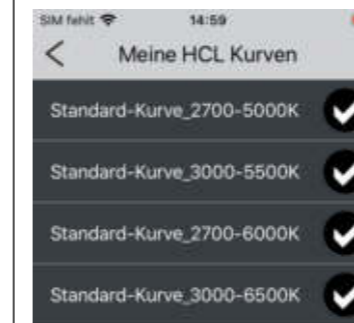 SIM fehlt 14:59
Meine HCL Kurven
Standard-Kurve_2700-5000K
Standard-Kurve_3000-5500K
Standard-Kurve_2700-6000K
Standard-Kurve_3000-6500K